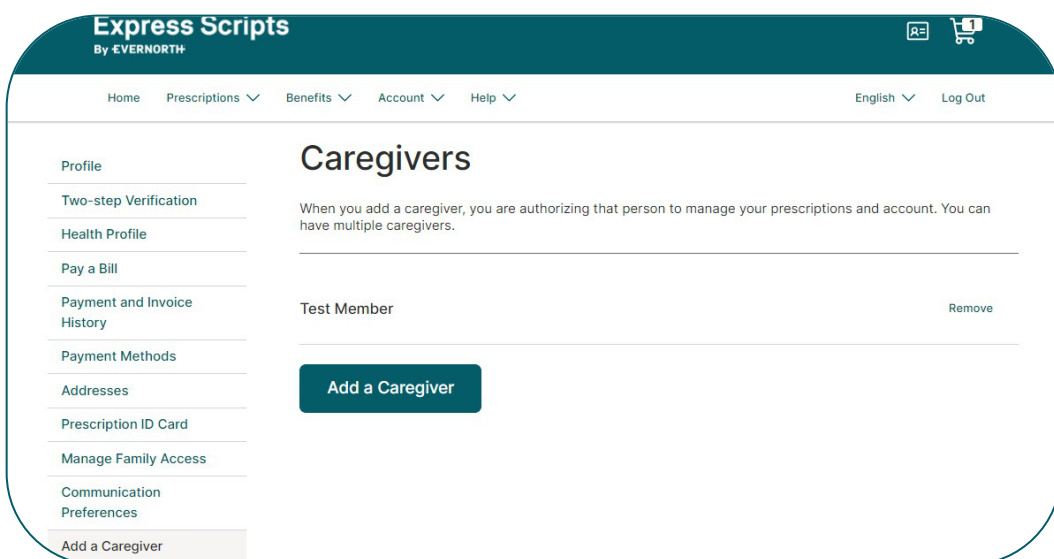 Express Scripts
By EVERNORTH
1
Home Prescriptions Benefits Account Help English Log Out
Profile
Two-step Verification
Health Profile
Pay a Bill
Payment and Invoice
History
Payment Methods
Addresses
Prescription ID Card
Manage Family Access
Communication
Preferences
Add a Caregiver
Caregivers
When you add a caregiver, you are authorizing that person to manage your prescriptions and account. You can
have multiple caregivers.
Test Member Remove
Add a Caregiver